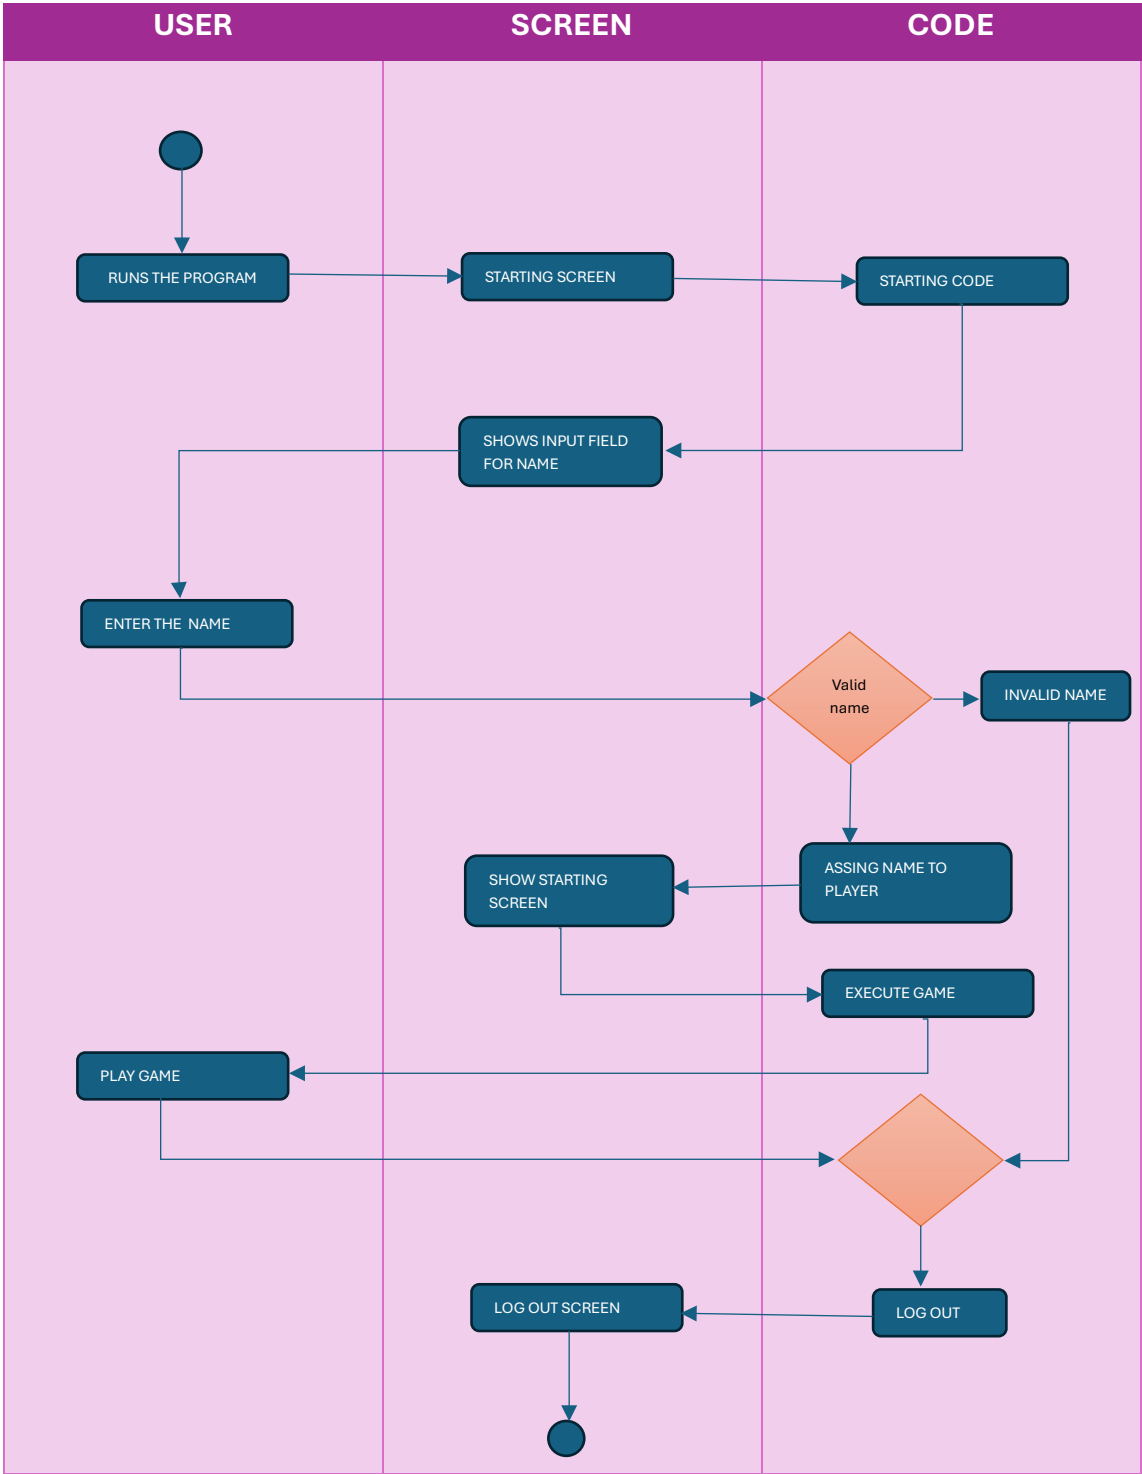 USER
SCREEN
CODE
RUNS THE PROGRAM
STARTING SCREEN
STARTING CODE
SHOWS INPUT FIELD
FOR NAME
ENTER THE  NAME
Valid
name
INVALID NAME
ASSING NAME TO
PLAYER
SHOW STARTING
SCREEN
EXECUTE GAME
PLAY GAME
LOG OUT SCREEN
LOG OUT